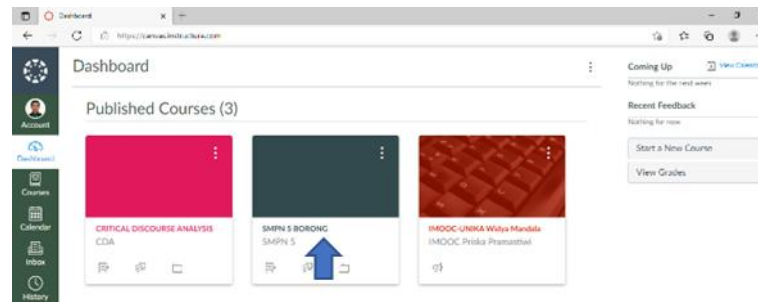 Dashboard
https://canvas.instructure.com
Dashboard
Published Courses (3)
Account
Dashboard
Courses
Calendar
Inbox
History
CRITICAL DISCOURSE ANALYSIS
CDA
SMPN 5 BORONG
SMPN 5
IMOOC-UNIKA Widya Mandala
IMOOC Priska Pramastiwi
Coming Up
View Calendar
Nothing for the next week
Recent Feedback
Nothing for now
Start a New Course
View Grades